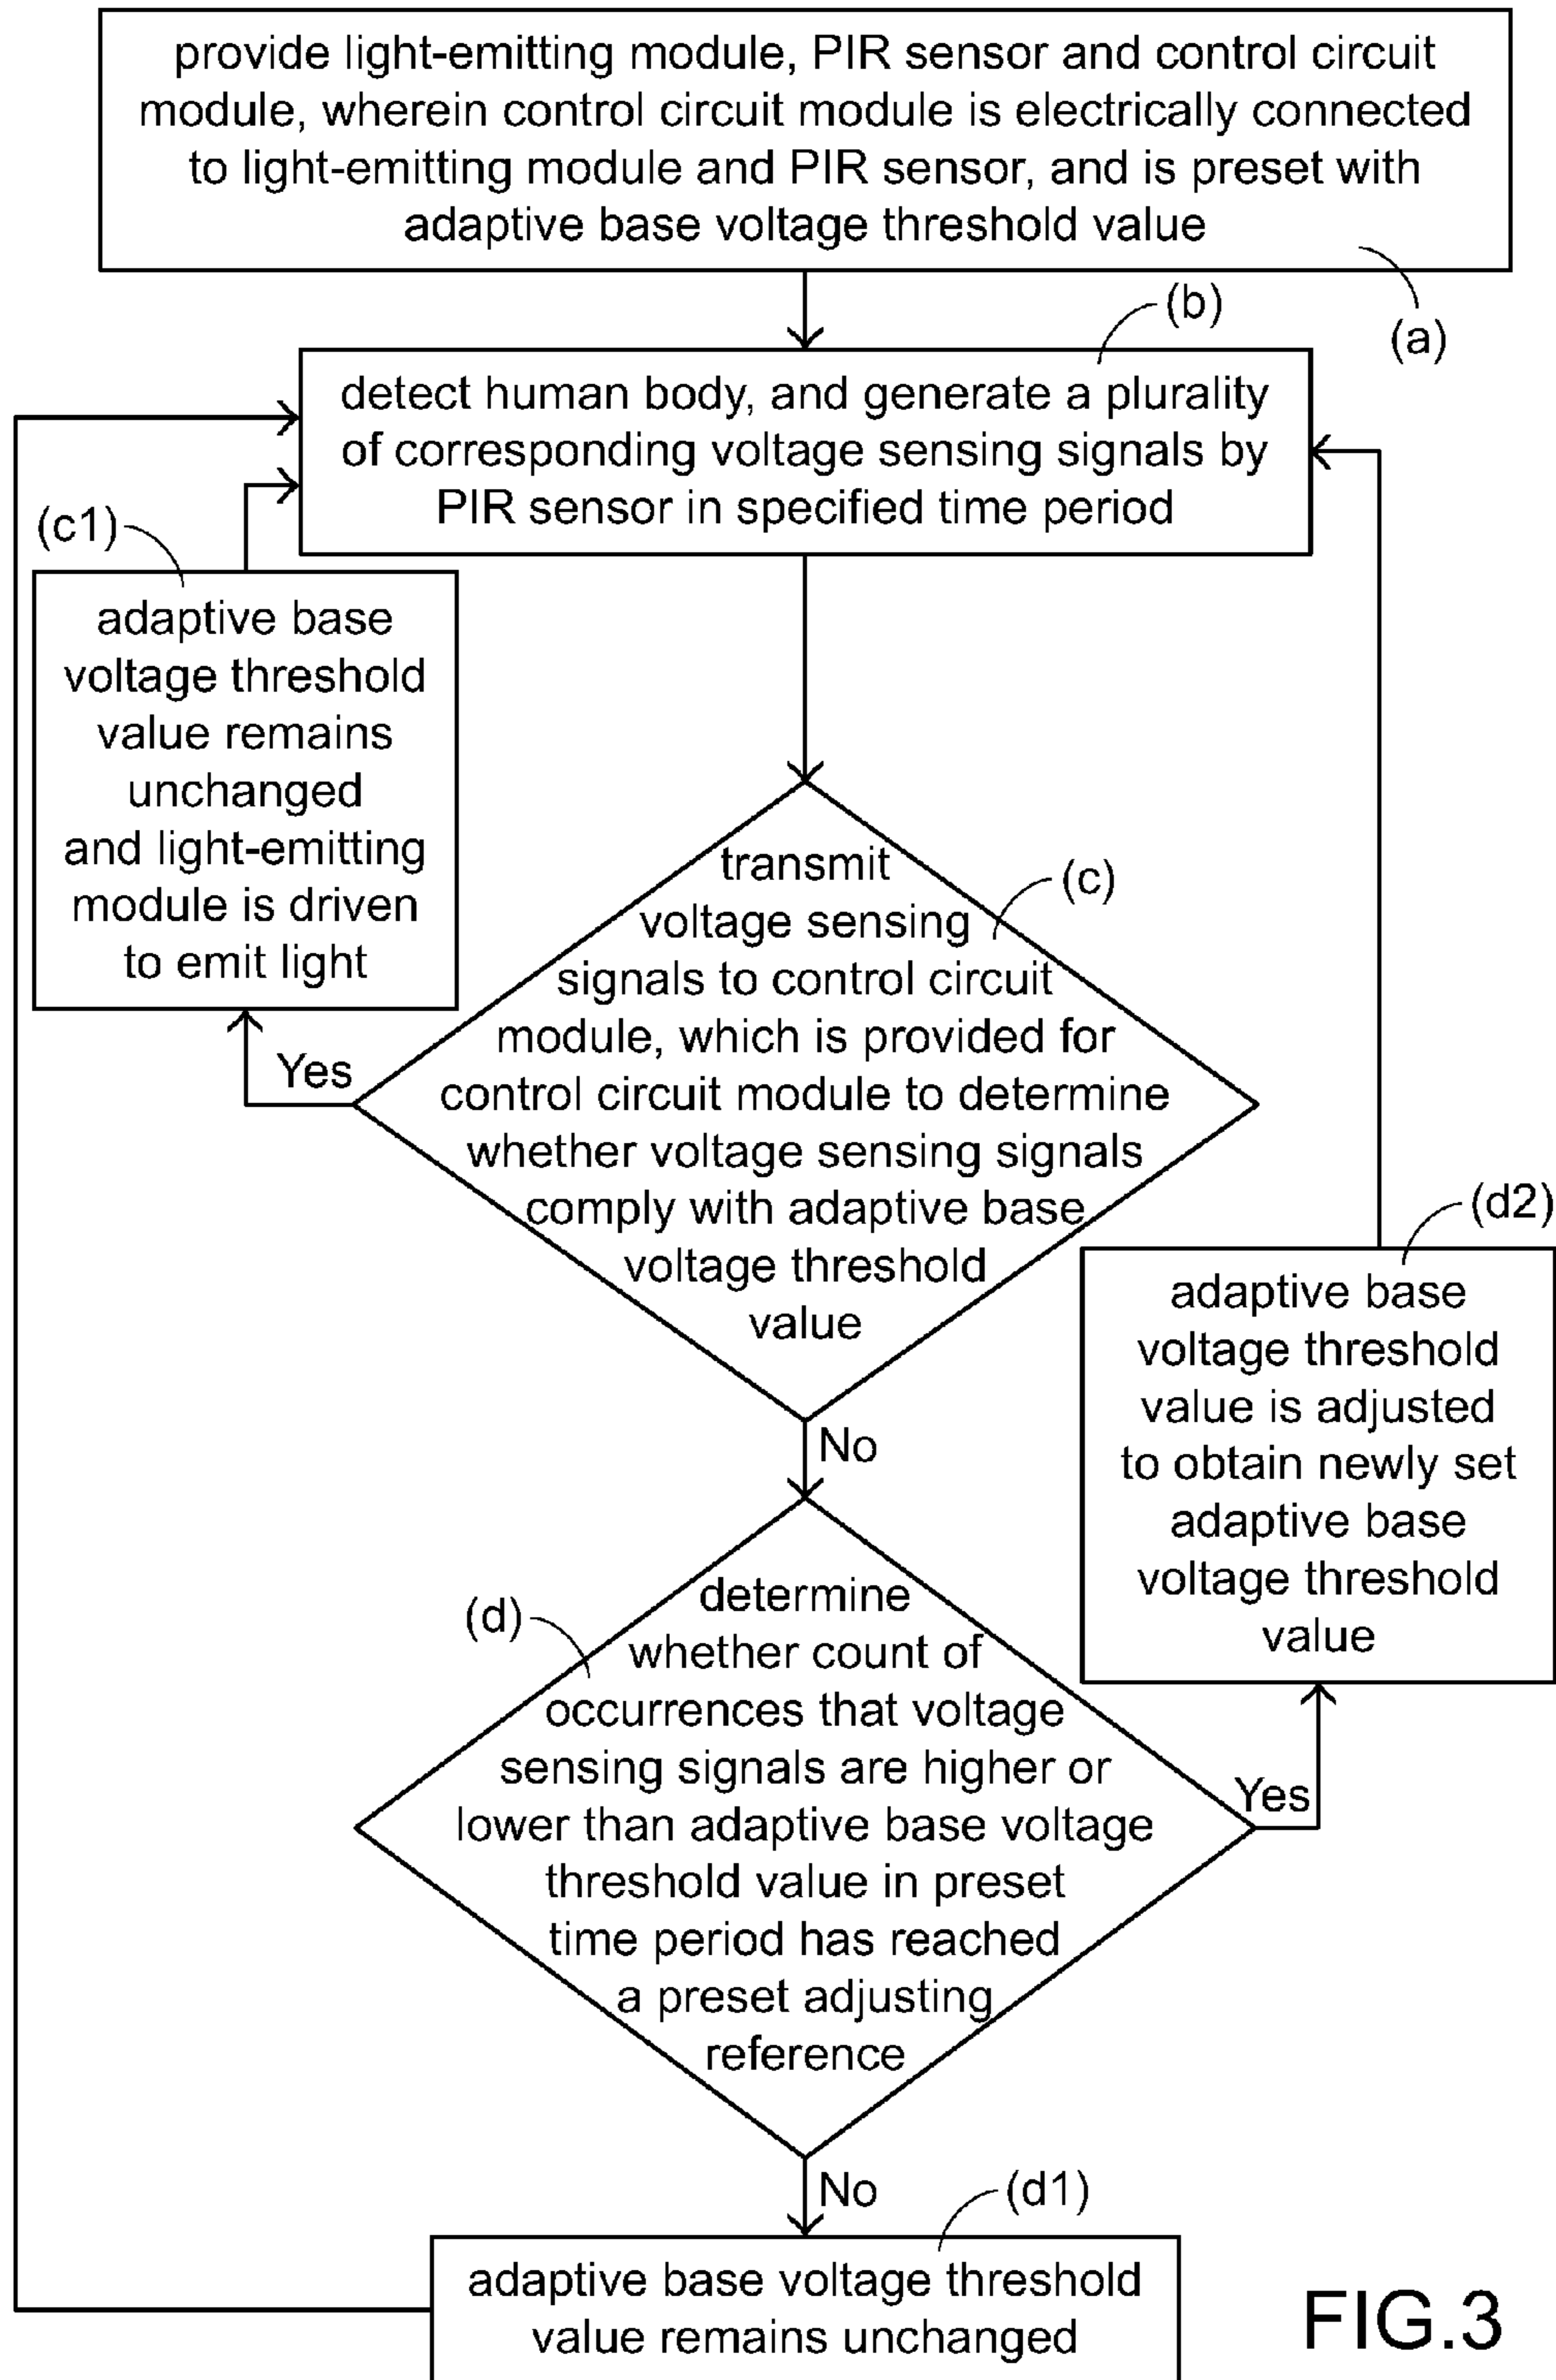 provide light-emitting module, PIR sensor and control circuit
module, wherein control circuit module is electrically connected
to light-emitting module and PIR sensor, and is preset with
adaptive base voltage threshold value
(a)
(b)
detect human body, and generate a plurality
of corresponding voltage sensing signals by
PIR sensor in specified time period
(c1)
adaptive base
voltage threshold
value remains
unchanged
and light-emitting
module is driven
to emit light
Yes
(c)
transmit
voltage sensing
signals to control circuit
module, which is provided for
control circuit module to determine
whether voltage sensing signals
comply with adaptive base
voltage threshold
value
No
(d2)
adaptive base
voltage threshold
value is adjusted
to obtain newly set
adaptive base
voltage threshold
value
(d)
determine
whether count of
occurrences that voltage
sensing signals are higher or
lower than adaptive base voltage
threshold value in preset
time period has reached
a preset adjusting
reference
Yes
No
(d1)
adaptive base voltage threshold
value remains unchanged
FIG.3